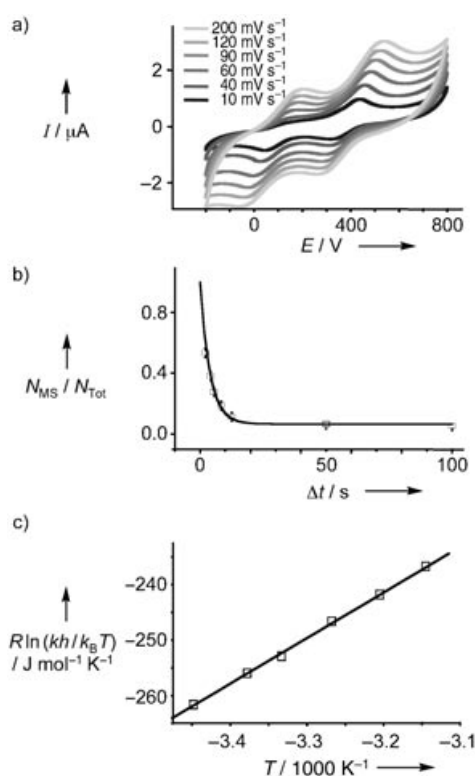 a)
200 mV s⁻¹
120 mV s⁻¹
90 mV s⁻¹
60 mV s⁻¹
40 mV s⁻¹
10 mV s⁻¹
I / μA
2
0
−2
0 400 800
E / V
b)
N_MS / N_Tot
0.8
0.4
0.0
0 50 100
Δt / s
c)
R ln (kh / k_B T)
/ J mol⁻¹ K⁻¹
−240
−250
−260
−3.4 −3.3 −3.2 −3.1
T / 1000 K⁻¹